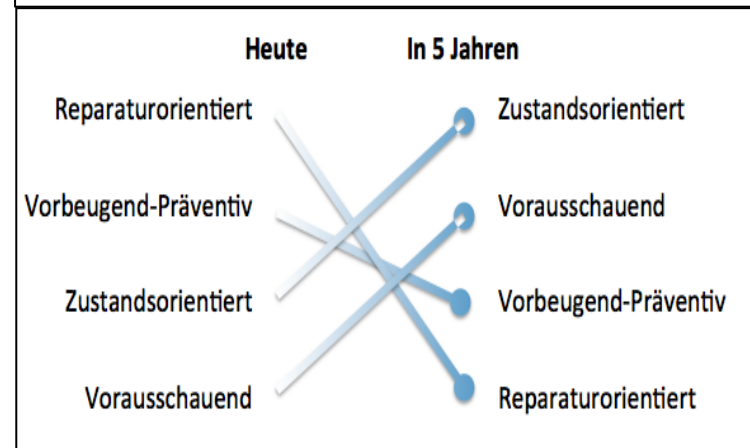 Heute In 5 Jahren
Reparaturorientiert Zustandsorientiert
Vorbeugend-Präventiv Vorausschauend
Zustandsorientiert Vorbeugend-Präventiv
Vorausschauend Reparaturorientiert